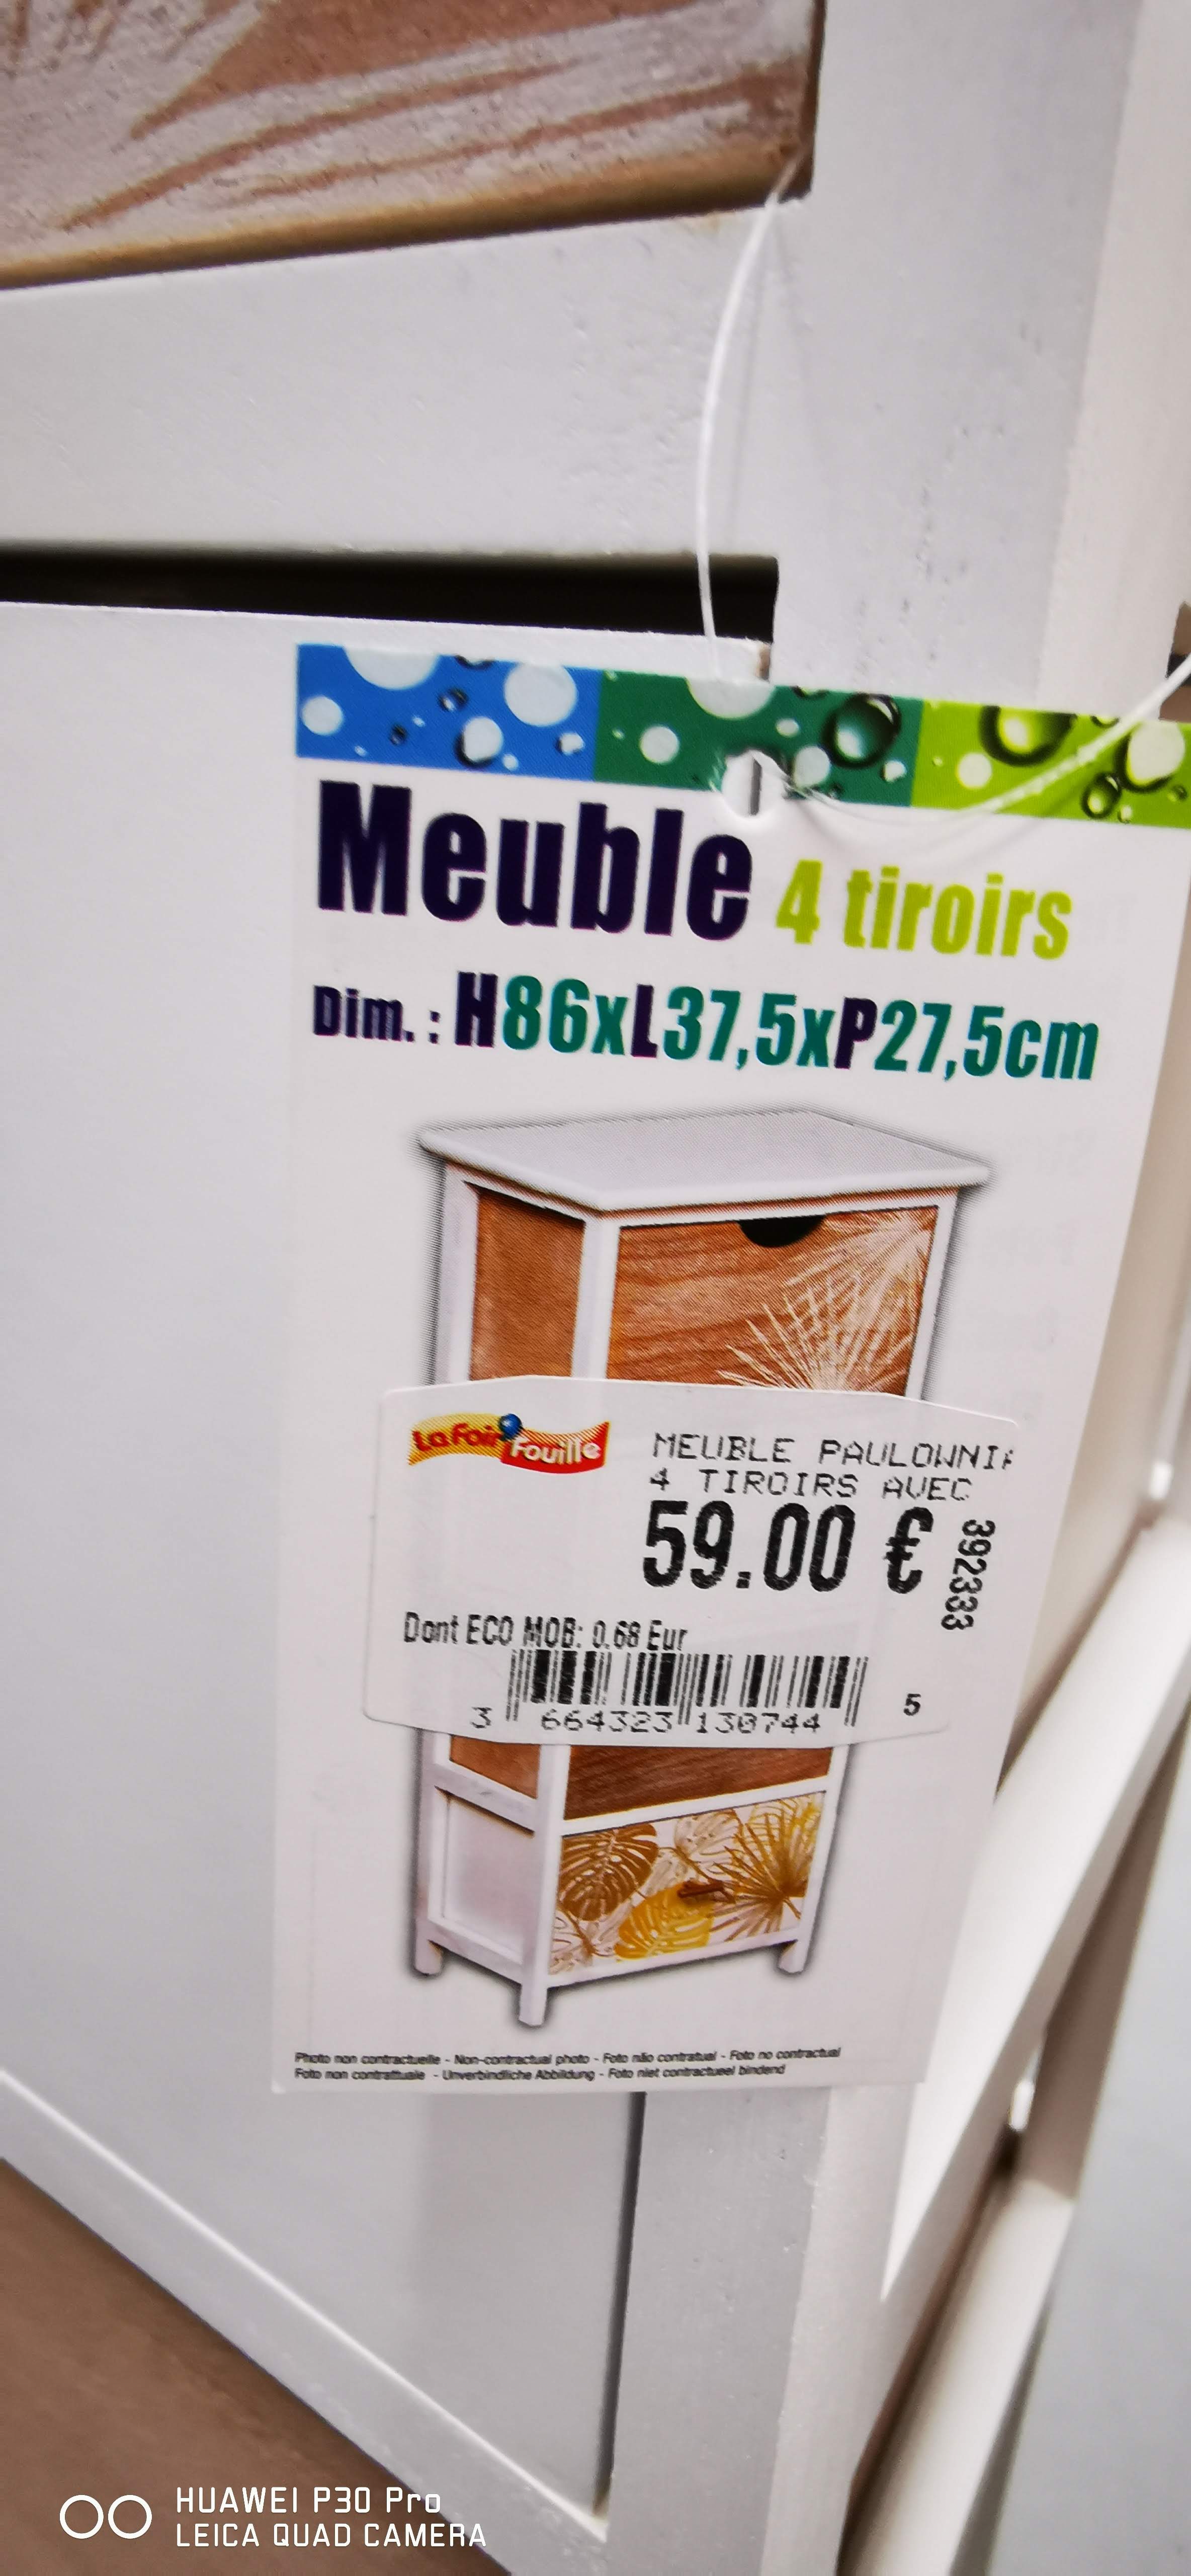 Meuble 4 tiroirs
Dim. : H86xL37,5xP27,5cm
La Foir'Fouille
MEUBLE PAULOWNIA
4 TIROIRS AVEC
59.00 €
392333
Dont ECO MOB: 0.68 Eur
3 664323 130744
5
Photo non contractuelle - Non-contractual photo - Foto não contratual - Foto no contractual
Foto non contrattuale - Unverbindliche Abbildung - Foto niet contractueel bindend
HUAWEI P30 Pro
LEICA QUAD CAMERA